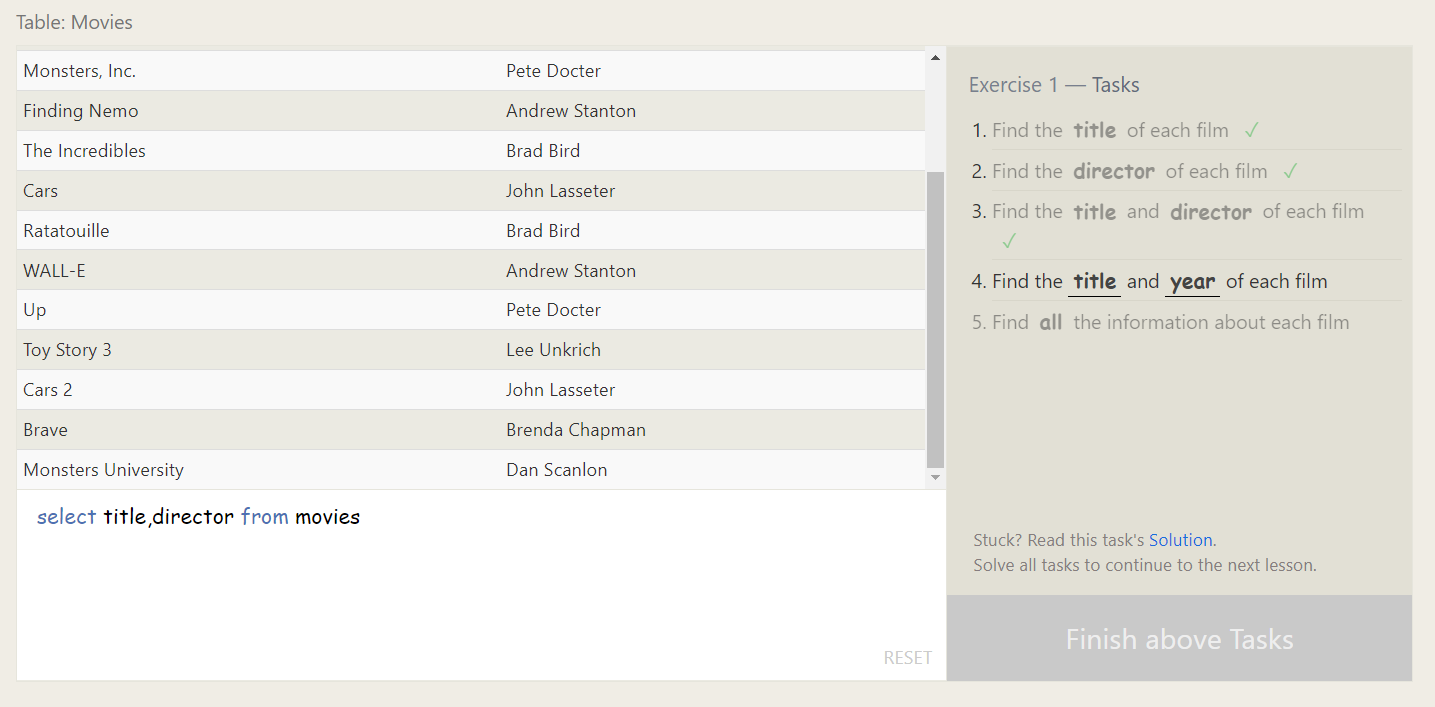 Table: Movies
Monsters, Inc. Pete Docter
Finding Nemo Andrew Stanton
The Incredibles Brad Bird
Cars John Lasseter
Ratatouille Brad Bird
WALL-E Andrew Stanton
Up Pete Docter
Toy Story 3 Lee Unkrich
Cars 2 John Lasseter
Brave Brenda Chapman
Monsters University Dan Scanlon
select title,director from movies
RESET
Exercise 1 — Tasks
1. Find the title of each film ✓
2. Find the director of each film ✓
3. Find the title and director of each film
✓
4. Find the title and year of each film
5. Find all the information about each film
Stuck? Read this task's Solution.
Solve all tasks to continue to the next lesson.
Finish above Tasks